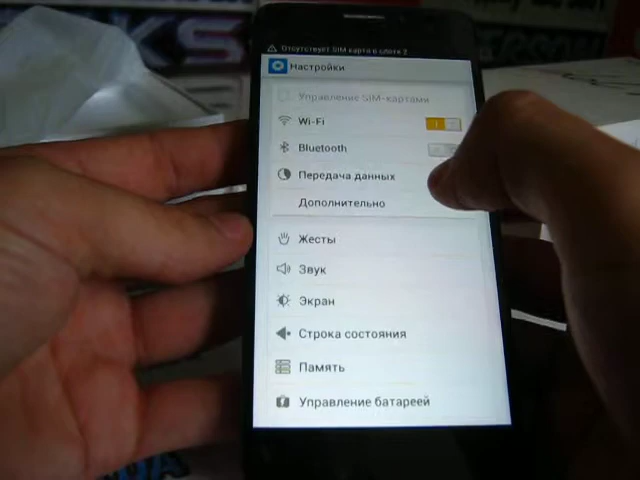 Отсутствует SIM карта в слоте 2
Настройки
Управление SIM-картами
Wi-Fi
Bluetooth
Передача данных
Дополнительно
Жесты
Звук
Экран
Строка состояния
Память
Управление батареей